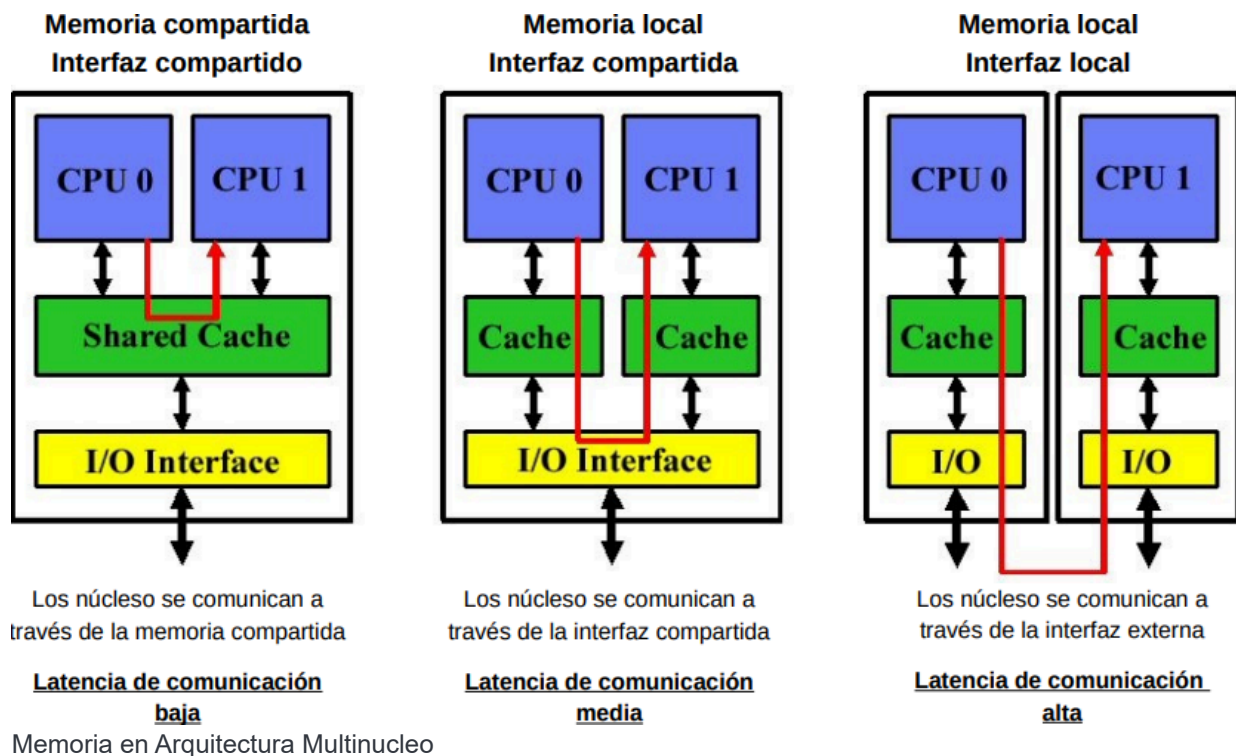 Memoria compartida
Interfaz compartido
CPU 0
CPU 1
Shared Cache
I/O Interface
Los núcleso se comunican a
través de la memoria compartida
Latencia de comunicación
baja
Memoria local
Interfaz compartida
CPU 0
CPU 1
Cache
Cache
I/O Interface
Los núcleso se comunican a
través de la interfaz compartida
Latencia de comunicación
media
Memoria local
Interfaz local
CPU 0
CPU 1
Cache
Cache
I/O
I/O
Los núcleso se comunican a
través de la interfaz externa
Latencia de comunicación
alta
Memoria en Arquitectura Multinucleo